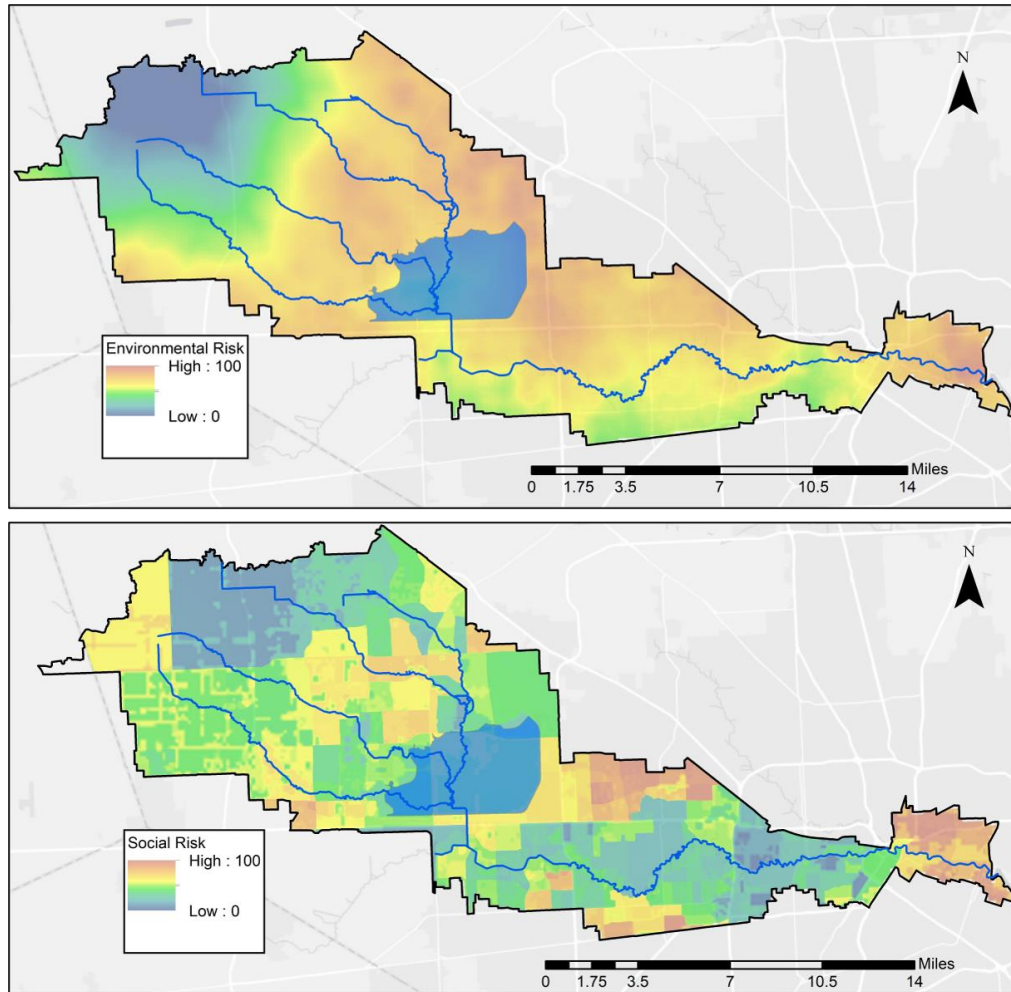 N
Environmental Risk
High : 100
Low : 0
Miles
0 1.75 3.5 7 10.5 14
N
Social Risk
High : 100
Low : 0
Miles
0 1.75 3.5 7 10.5 14